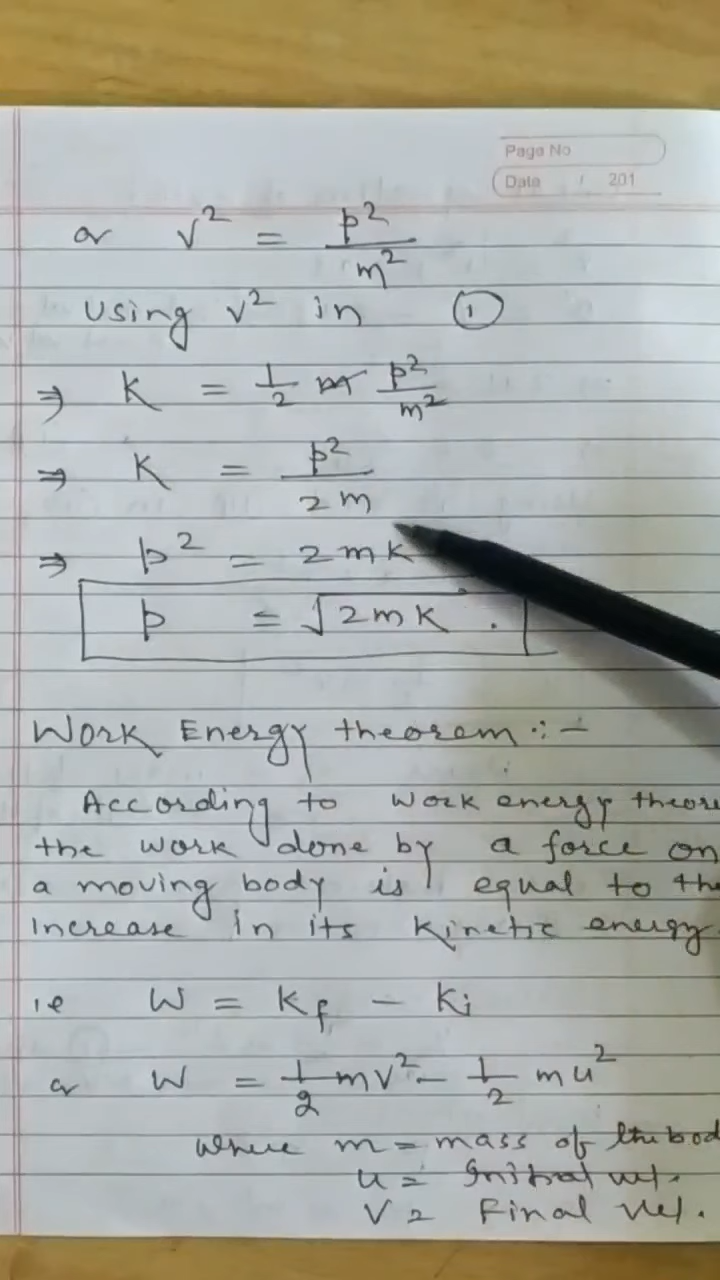 Page No
Date / 201
or v² = p²/m²
Using v² in ①
⇒ K = 1/2 m p²/m²
⇒ K = p²/2m
⇒ p² = 2mk
p = √2mk .
Work Energy theorem :-
According to work energy theore
the work done by a force on
a moving body is equal to the
increase in its kinetic energy.
ie W = Kf - Ki
or W = 1/2 mv² - 1/2 mu²
where m = mass of the bod
u = Initial vel.
V = Final Vel.